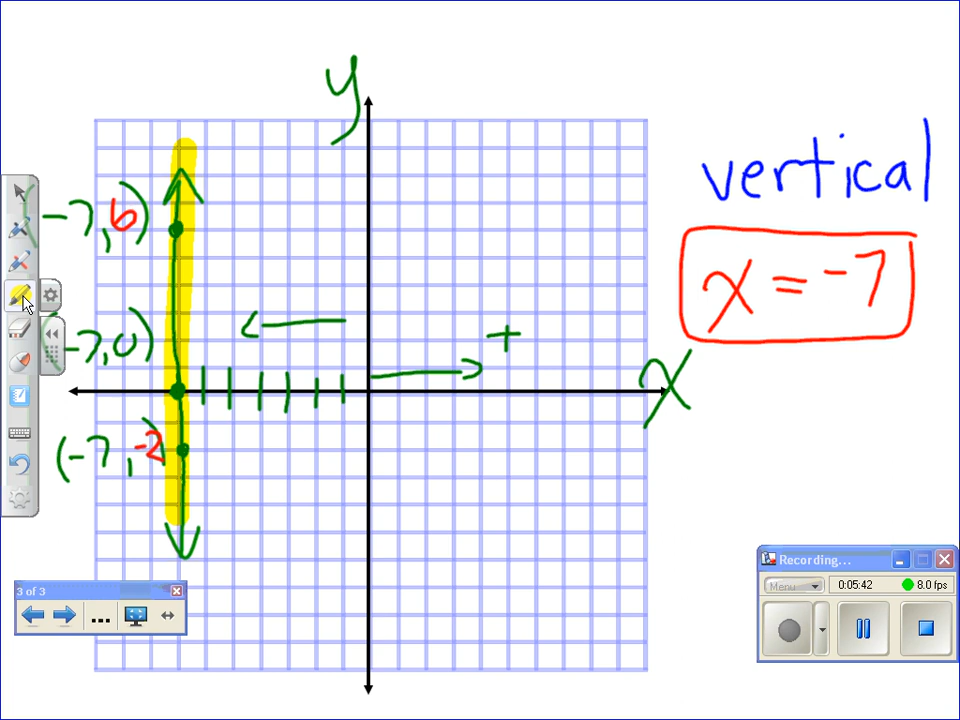 y
vertical
-7,6)
x = -7
-7,0)
+
x
(-7,-2)
3 of 3
...
Recording...
Menu
0:05:42
8.0 fps